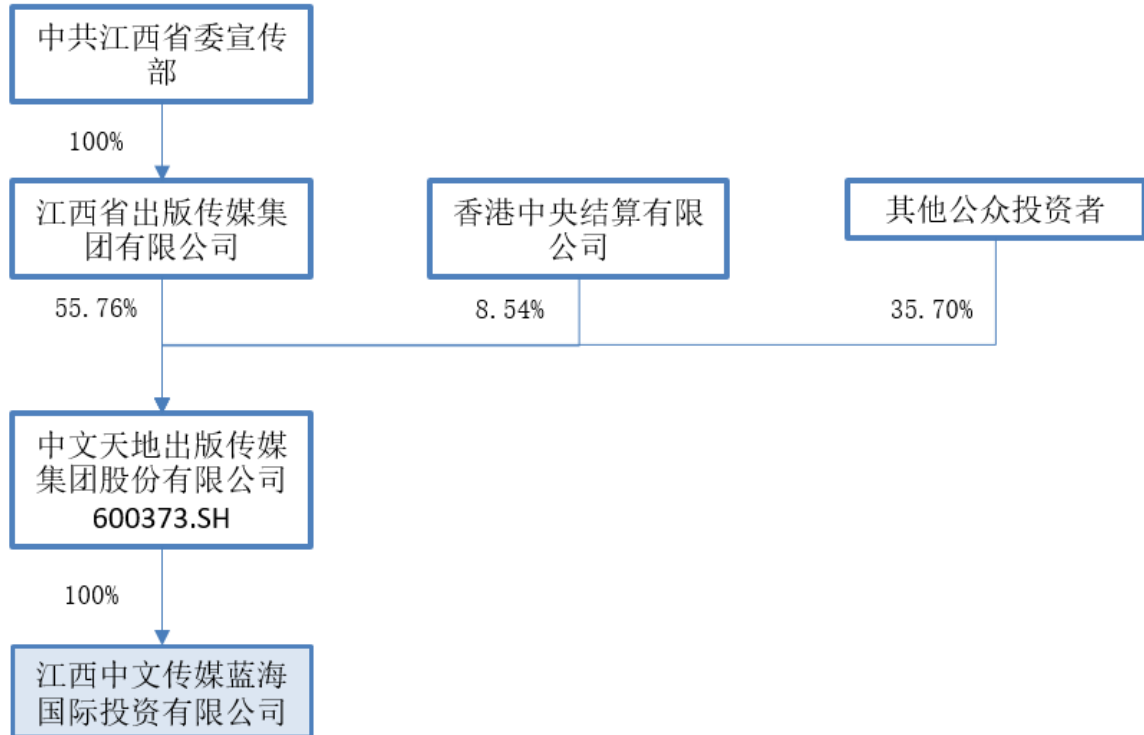 中共江西省委宣传
部
100%
江西省出版传媒集
团有限公司
香港中央结算有限
公司
其他公众投资者
55.76%
8.54%
35.70%
中文天地出版传媒
集团股份有限公司
600373.SH
100%
江西中文传媒蓝海
国际投资有限公司